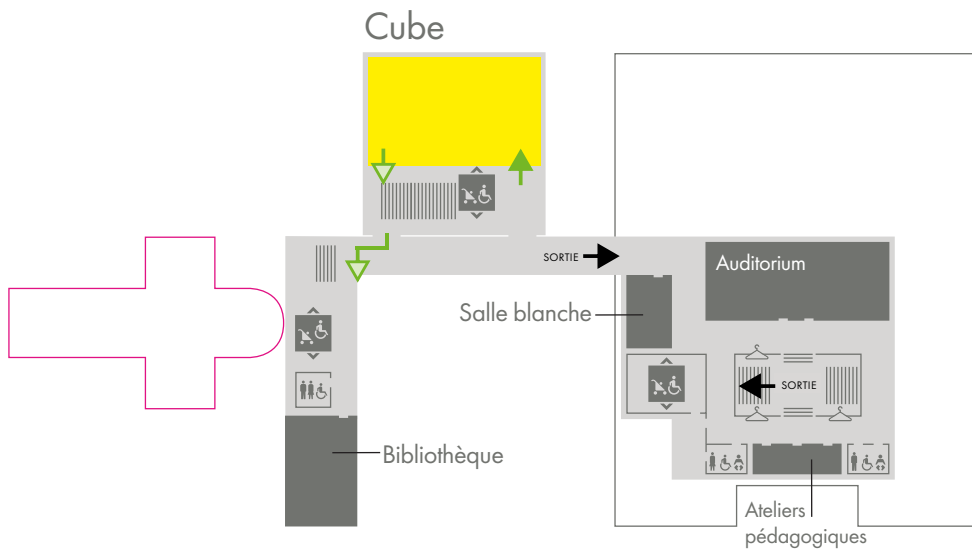 Cube
SORTIE
Auditorium
Salle blanche
SORTIE
Bibliothèque
Ateliers
pédagogiques